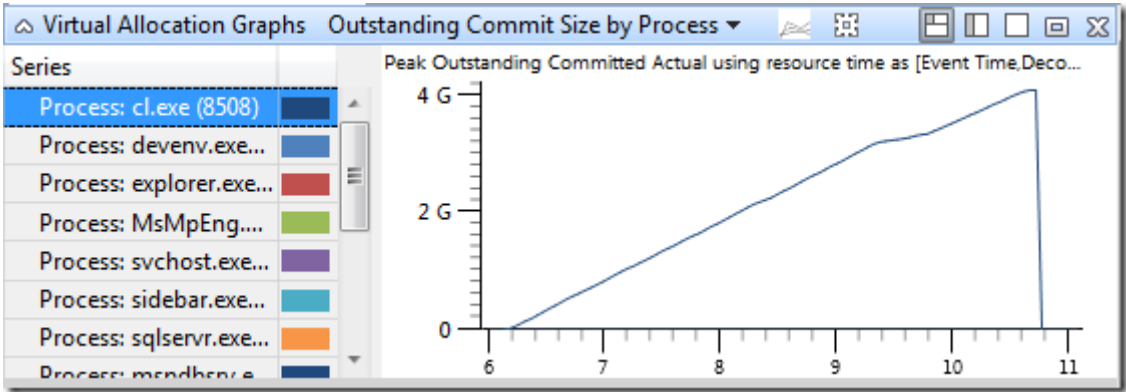 Virtual Allocation Graphs Outstanding Commit Size by Process
Series
Process: cl.exe (8508)
Process: devenv.exe...
Process: explorer.exe...
Process: MsMpEng....
Process: svchost.exe...
Process: sidebar.exe...
Process: sqlservr.exe...
Peak Outstanding Committed Actual using resource time as [Event Time,Deco...
4 G
2 G
0
6 7 8 9 10 11